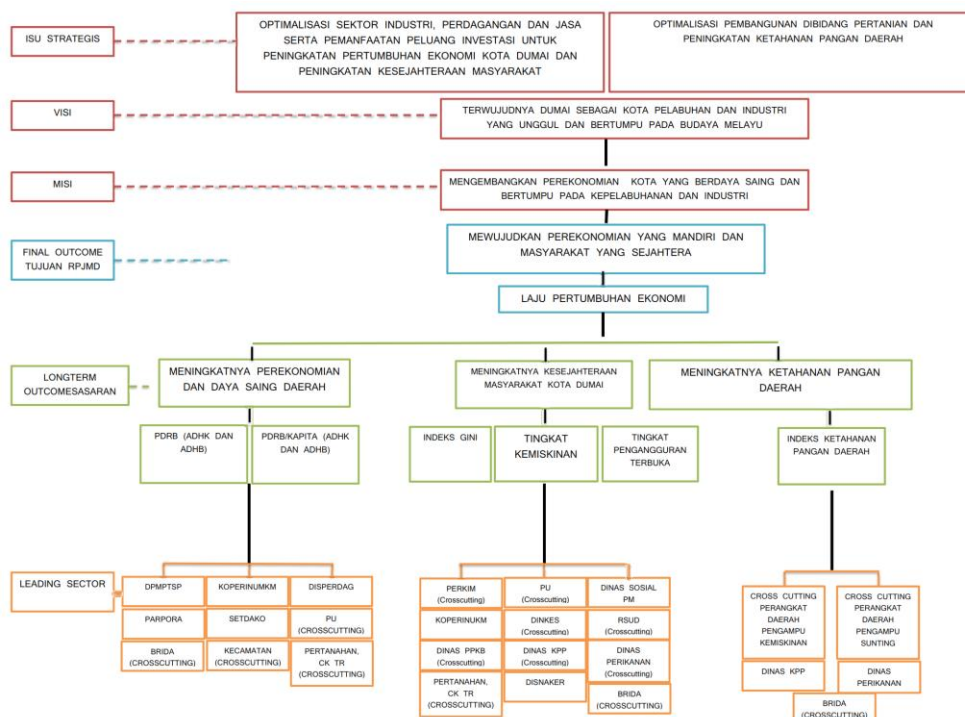 ISU STRATEGIS
OPTIMALISASI SEKTOR INDUSTRI, PERDAGANGAN DAN JASA
SERTA PEMANFAATAN PELUANG INVESTASI UNTUK
PENINGKATAN PERTUMBUHAN EKONOMI KOTA DUMAI DAN
PENINGKATAN KESEJAHTERAAN MASYARAKAT
OPTIMALISASI PEMBANGUNAN DIBIDANG PERTANIAN DAN
PENINGKATAN KETAHANAN PANGAN DAERAH
VISI
TERWUJUDNYA DUMAI SEBAGAI KOTA PELABUHAN DAN INDUSTRI
YANG UNGGUL DAN BERTUMPU PADA BUDAYA MELAYU
MISI
MENGEMBANGKAN PEREKONOMIAN KOTA YANG BERDAYA SAING DAN
BERTUMPU PADA KEPELABUHANAN DAN INDUSTRI
FINAL OUTCOME
TUJUAN RPJMD
MEWUJUDKAN PEREKONOMIAN YANG MANDIRI DAN
MASYARAKAT YANG SEJAHTERA
LAJU PERTUMBUHAN EKONOMI
LONGTERM
OUTCOMESASARAN
MENINGKATNYA PEREKONOMIAN
DAN DAYA SAING DAERAH
MENINGKATNYA KESEJAHTERAAN
MASYARAKAT KOTA DUMAI
MENINGKATNYA KETAHANAN PANGAN
DAERAH
PDRB (ADHK DAN
ADHB)
PDRB/KAPITA (ADHK
DAN ADHB)
INDEKS GINI
TINGKAT
KEMISKINAN
TINGKAT
PENGANGGURAN
TERBUKA
INDEKS KETAHANAN
PANGAN DAERAH
LEADING SECTOR
DPMPTSP
KOPERINUMKM
DISPERDAG
PARPORA
SETDAKO
PU
(CROSSCUTTING)
BRIDA
(CROSSCUTTING)
KECAMATAN
(CROSSCUTTING)
PERTANAHAN,
CK TR
(CROSSCUTTING)
PERKIM
(Crosscutting)
PU
(Crosscutting)
DINAS SOSIAL
PM
KOPERINUKM
DINKES
(Crosscutting)
RSUD
(Crosscutting)
DINAS PPKB
(Crosscutting)
DINAS KPP
(Crosscutting)
DINAS
PERIKANAN
(Crosscutting)
PERTANAHAN,
CK TR
(CROSSCUTTING)
DISNAKER
BRIDA
(CROSSCUTTING)
CROSS CUTTING
PERANGKAT
DAERAH
PENGAMPU
KEMISKINAN
CROSS CUTTING
PERANGKAT
DAERAH
PENGAMPU
SUNTING
DINAS KPP
DINAS
PERIKANAN
BRIDA
(CROSSCUTTING)